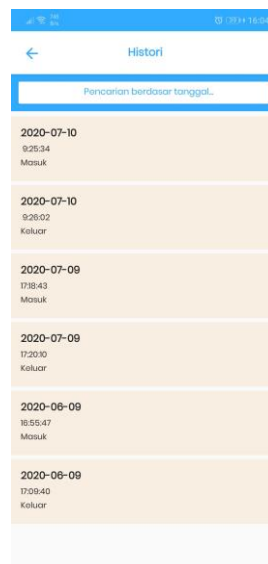 16:04
Histori
Pencarian berdasar tanggal...
2020-07-10
9:25:34
Masuk
2020-07-10
9:26:02
Keluar
2020-07-09
17:18:43
Masuk
2020-07-09
17:20:10
Keluar
2020-06-09
16:55:47
Masuk
2020-06-09
17:09:40
Keluar